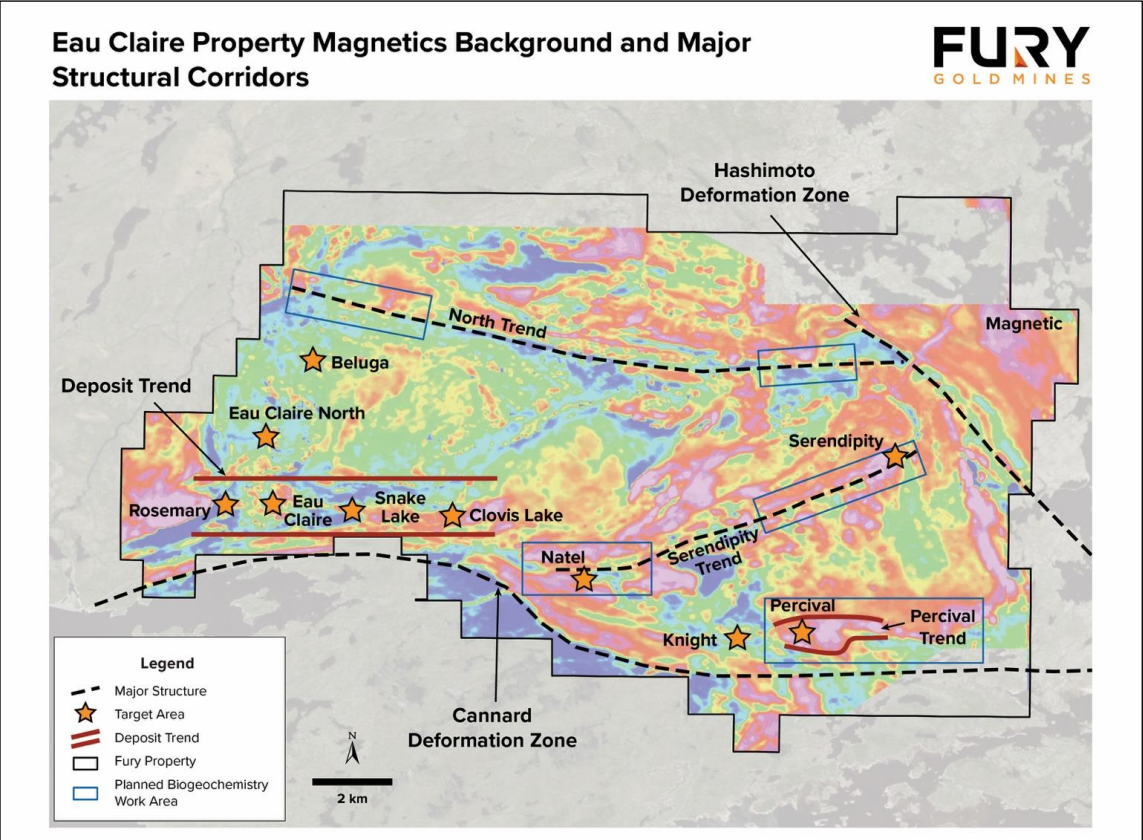 Eau Claire Property Magnetics Background and Major
Structural Corridors
FURY
GOLD MINES
Hashimoto
Deformation Zone
Magnetic
North Trend
Beluga
Deposit Trend
Eau Claire North
Serendipity
Rosemary
Eau
Claire
Snake
Lake
Clovis Lake
Serendipity
Trend
Natel
Percival
Percival
Trend
Knight
Cannard
Deformation Zone
Legend
Major Structure
Target Area
Deposit Trend
Fury Property
Planned Biogeochemistry
Work Area
N
2 km